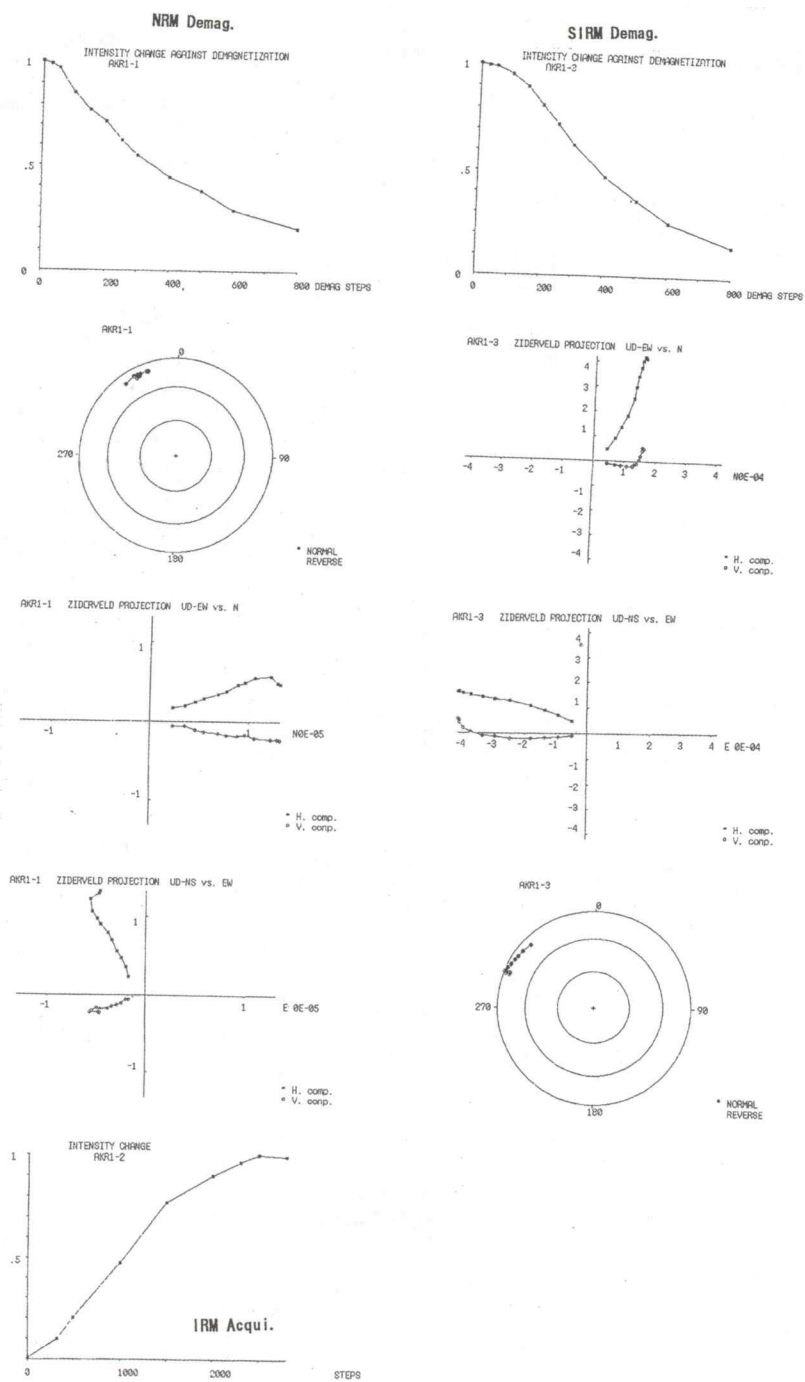 NRM Demag.
INTENSITY CHANGE AGAINST DEMAGNETIZATION
AKR1-1
1
.5
0
0 200 400, 600 800 DEMAG STEPS
SIRM Demag.
INTENCITY CHANGE AGAINST DEMAGNETIZATION
AKR1-3
1
.5
0
0 200 400 600 800 DEMAG STEPS
AKR1-1
0
270
90
180
* NORMAL
REVERSE
AKR1-3 ZIDERVELD PROJECTION UD-EW vs. N
4
3
2
1
-4 -3 -2 -1 1 2 3 4 N0E-04
-1
-2
-3
-4
* H. comp.
o V. conp.
AKR1-1 ZIDERVELD PROJECTION UD-EW vs. N
1
-1 1 N0E-05
-1
* H. comp.
o V. conp.
AKR1-3 ZIDERVELD PROJECTION UD-NS vs. EW
4
3
2
1
-4 -3 -2 -1 1 2 3 4 E 0E-04
-1
-2
-3
-4
* H. comp.
o V. conp.
AKR1-1 ZIDERVELD PROJECTION UD-NS vs. EW
1
-1 1 E 0E-05
-1
* H. comp.
o V. conp.
AKR1-3
0
270
90
180
* NORMAL
REVERSE
INTENSITY CHANGE
AKR1-2
1
.5
IRM Acqui.
0 1000 2000 STEPS